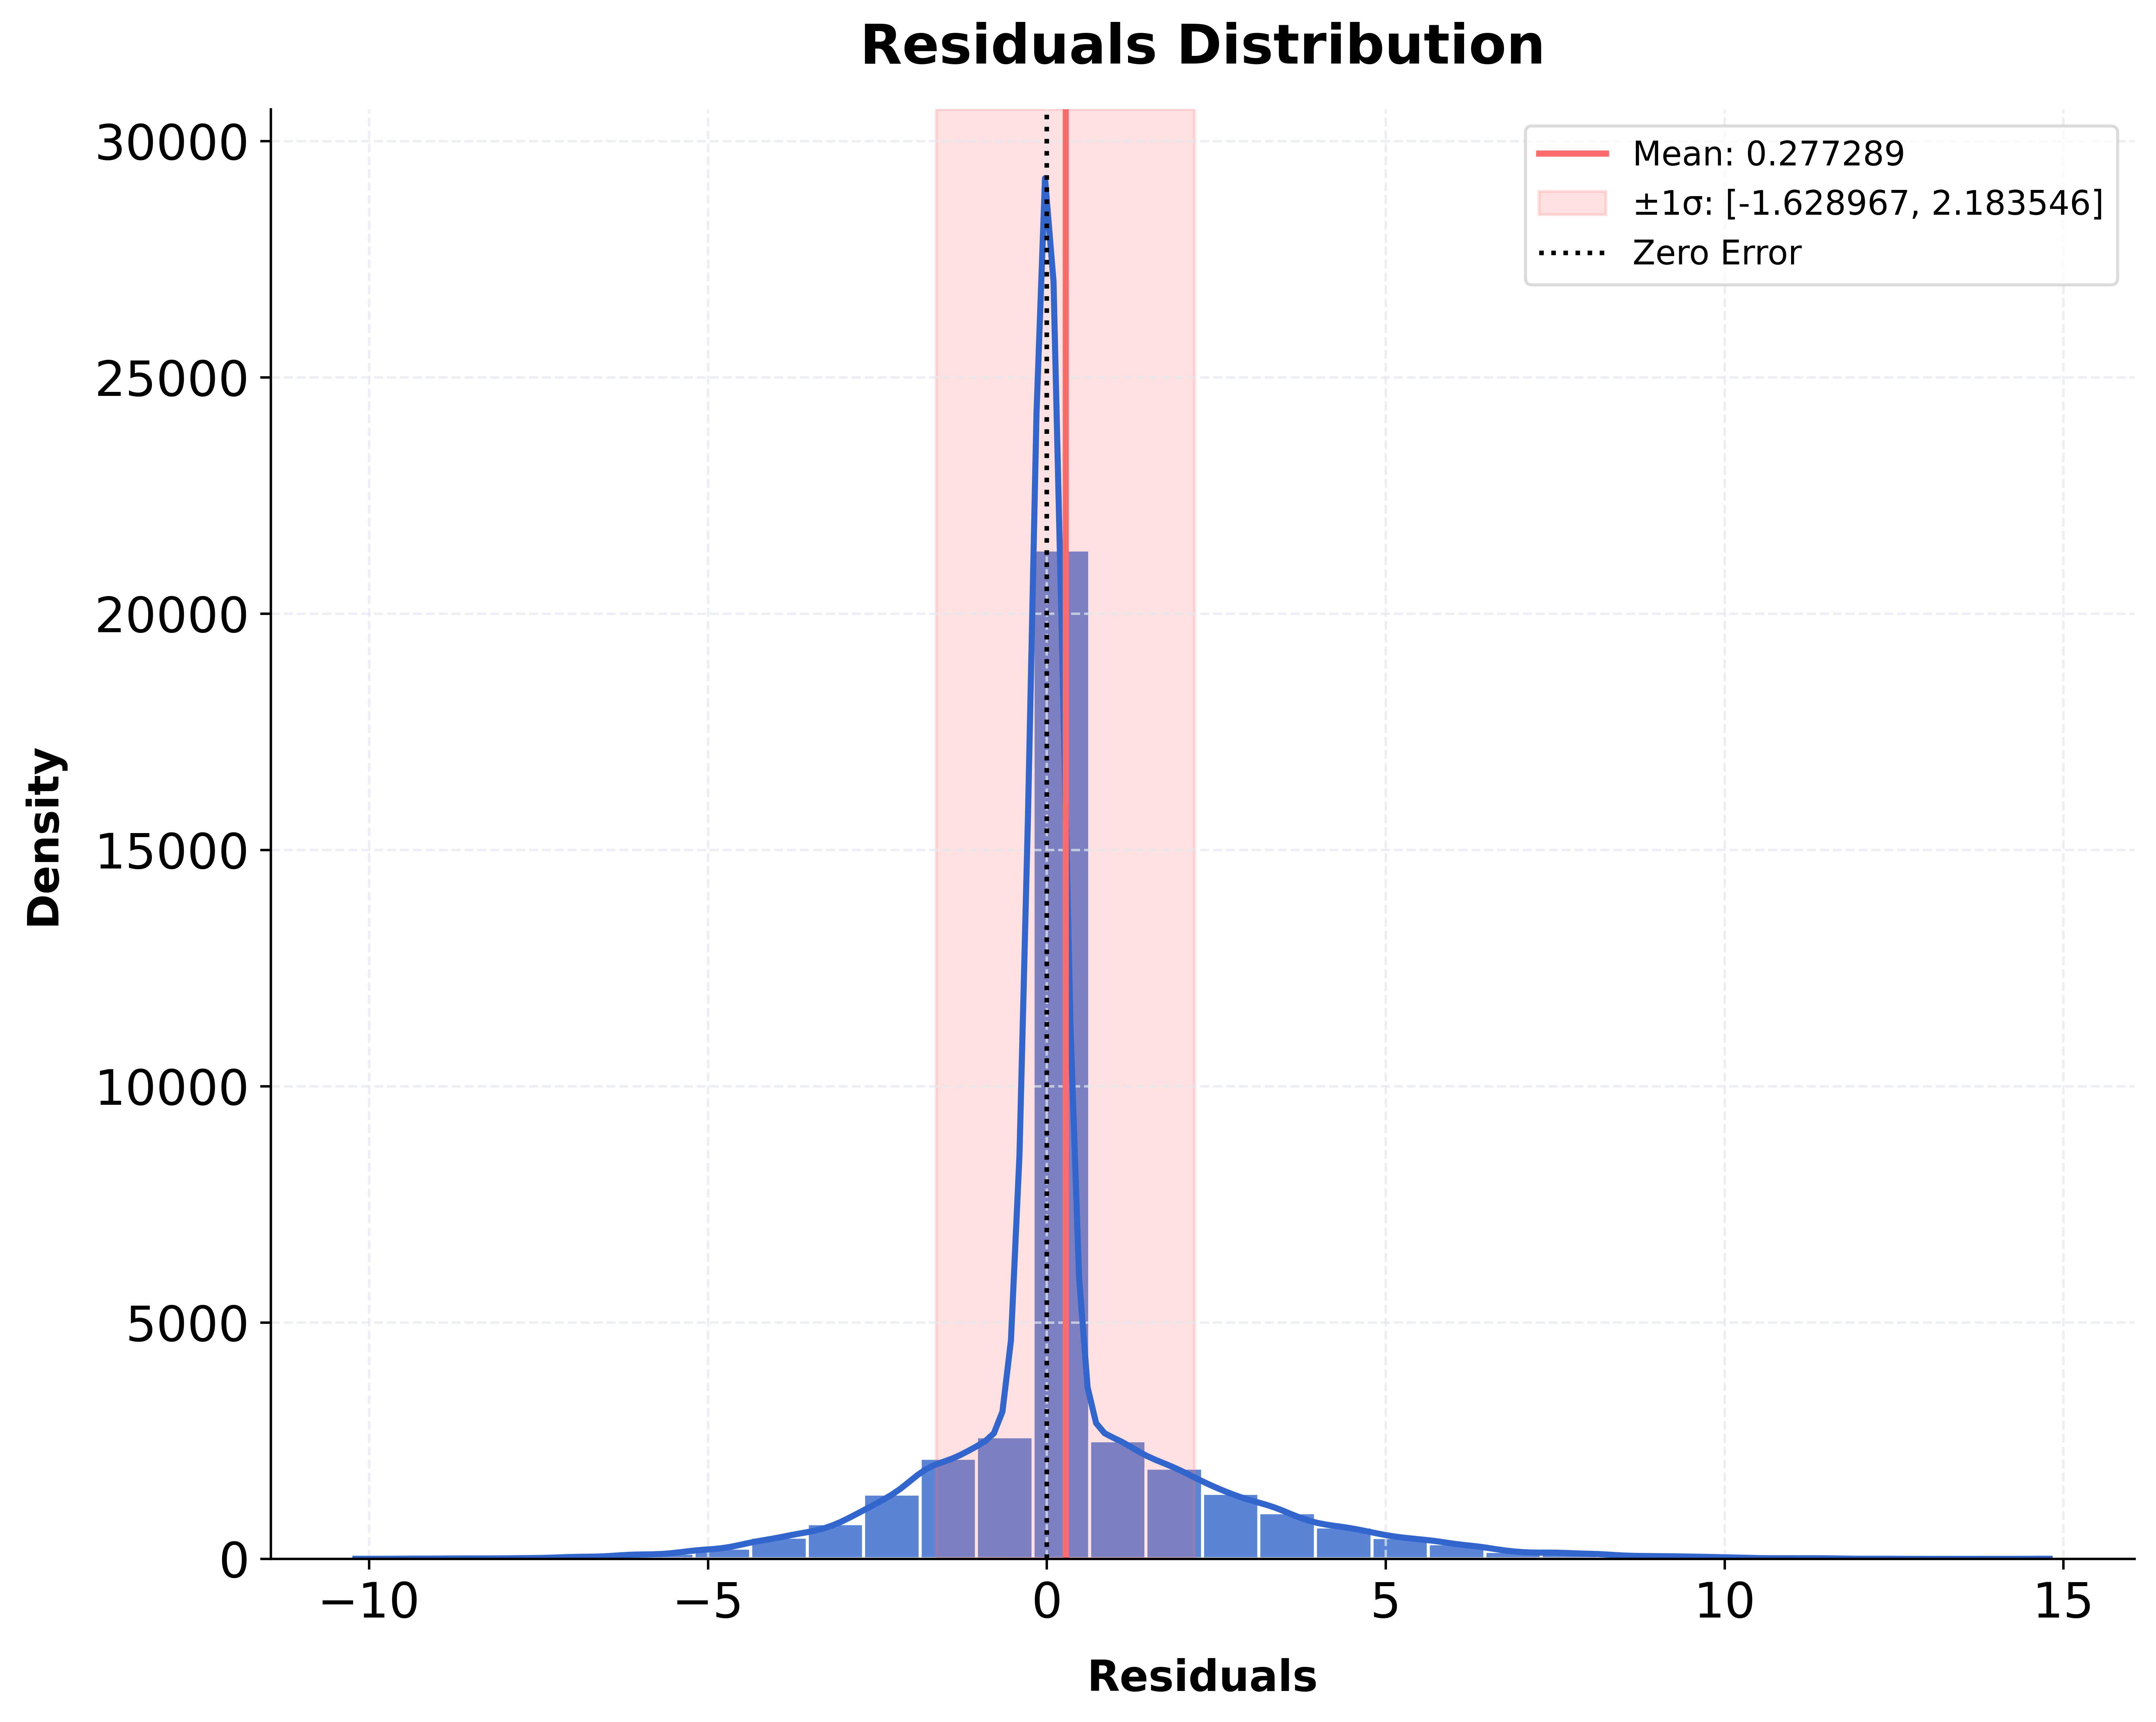 Residuals Distribution
Mean: 0.277289
±1σ: [-1.628967, 2.183546]
Zero Error
Density
30000
25000
20000
15000
10000
5000
0
−10
−5
0
5
10
15
Residuals